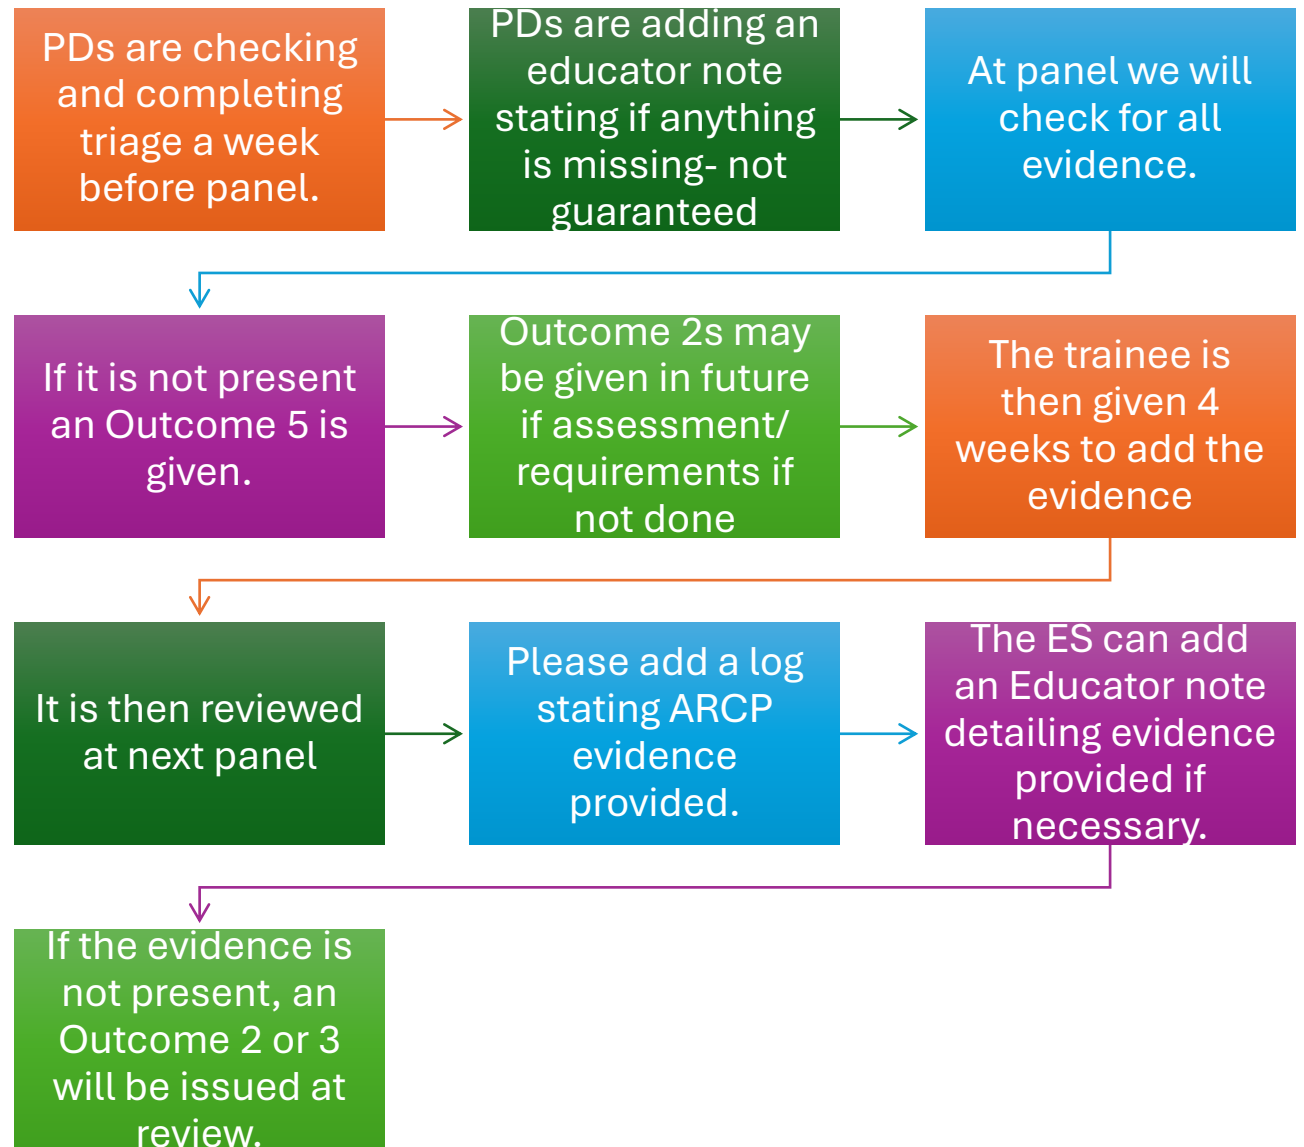 PDs are checking
and completing
triage a week
before panel.
PDs are adding an
educator note
stating if anything
is missing- not
guaranteed
At panel we will
check for all
evidence.
If it is not present
an Outcome 5 is
given.
Outcome 2s may
be given in future
if assessment/
requirements if
not done
The trainee is
then given 4
weeks to add the
evidence
It is then reviewed
at next panel
Please add a log
stating ARCP
evidence
provided.
The ES can add
an Educator note
detailing evidence
provided if
necessary.
If the evidence is
not present, an
Outcome 2 or 3
will be issued at
review.